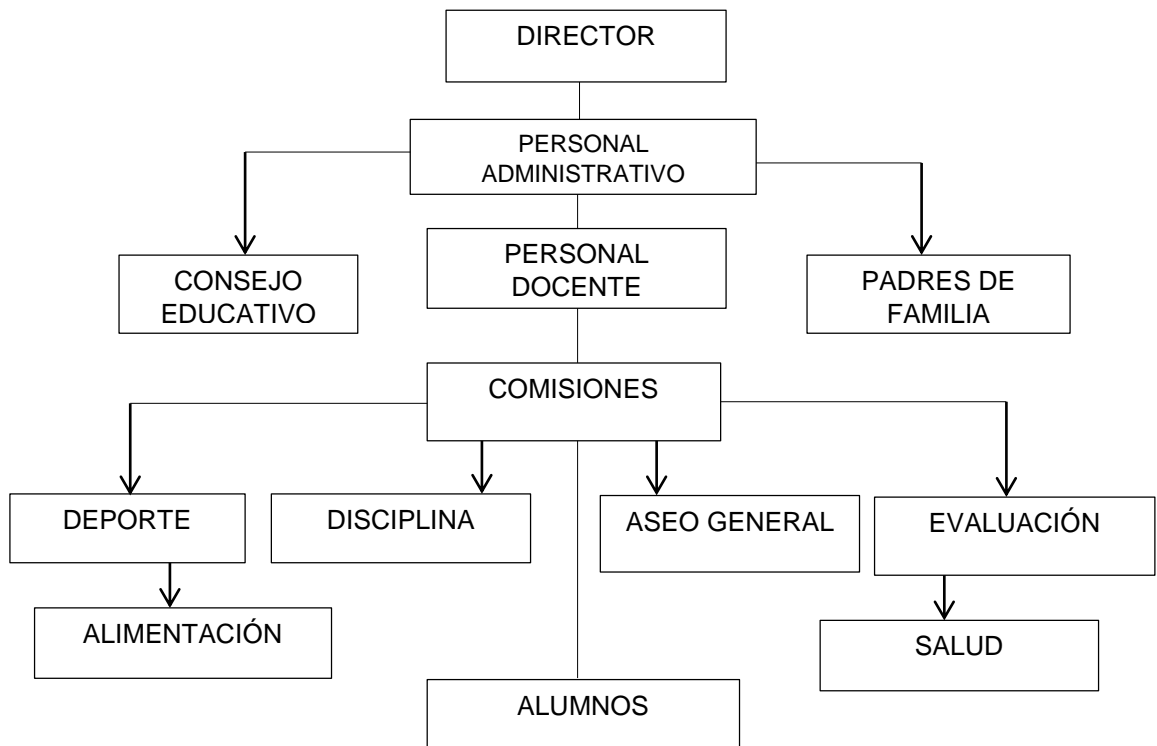 DIRECTOR
PERSONAL
ADMINISTRATIVO
PERSONAL
DOCENTE
CONSEJO
EDUCATIVO
PADRES DE
FAMILIA
COMISIONES
DEPORTE
DISCIPLINA
ASEO GENERAL
EVALUACIÓN
ALIMENTACIÓN
SALUD
ALUMNOS